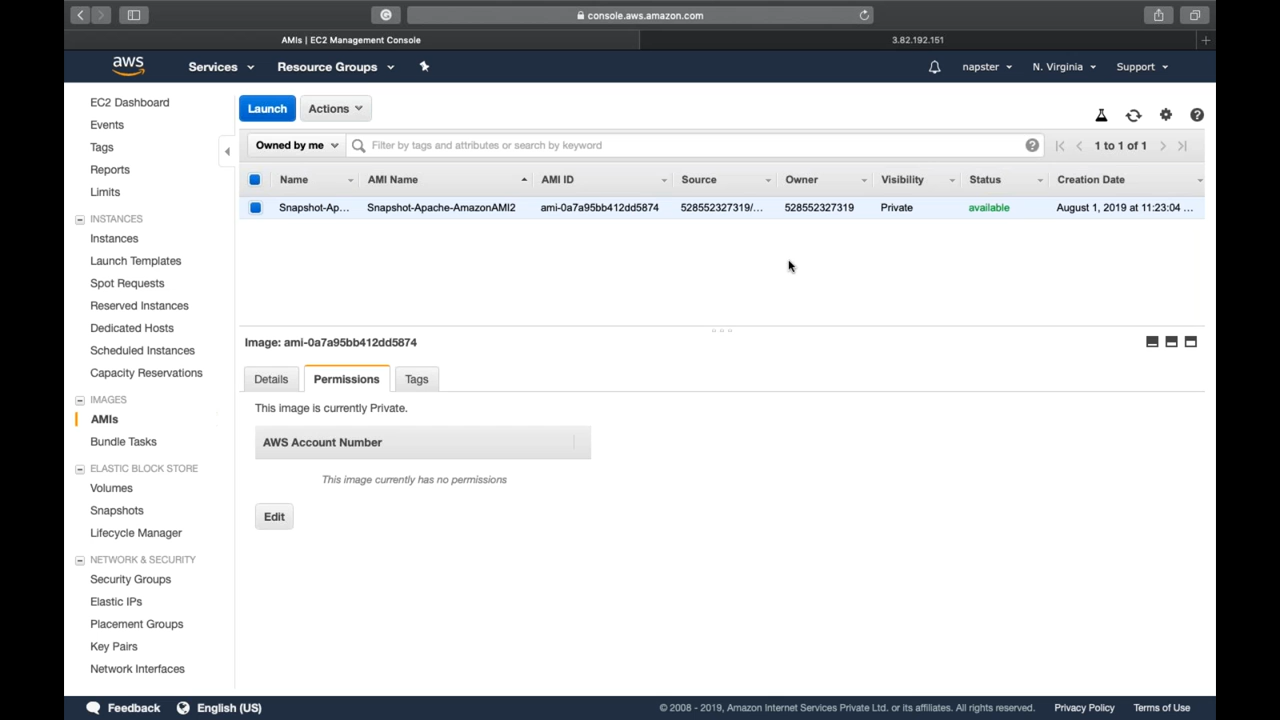 console.aws.amazon.com
AMIs | EC2 Management Console
3.82.192.151
aws
Services
Resource Groups
napster
N. Virginia
Support
EC2 Dashboard
Events
Tags
Reports
Limits
INSTANCES
Instances
Launch Templates
Spot Requests
Reserved Instances
Dedicated Hosts
Scheduled Instances
Capacity Reservations
IMAGES
AMIs
Bundle Tasks
ELASTIC BLOCK STORE
Volumes
Snapshots
Lifecycle Manager
NETWORK & SECURITY
Security Groups
Elastic IPs
Placement Groups
Key Pairs
Network Interfaces
Launch Actions
Owned by me Filter by tags and attributes or search by keyword 1 to 1 of 1
Name AMI Name AMI ID Source Owner Visibility Status Creation Date
Snapshot-Ap... Snapshot-Apache-AmazonAMI2 ami-0a7a95bb412dd5874 528552327319/... 528552327319 Private available August 1, 2019 at 11:23:04 ...
Image: ami-0a7a95bb412dd5874
Details Permissions Tags
This image is currently Private.
AWS Account Number
This image currently has no permissions
Edit
Feedback English (US)
© 2008 - 2019, Amazon Internet Services Private Ltd. or its affiliates. All rights reserved. Privacy Policy Terms of Use